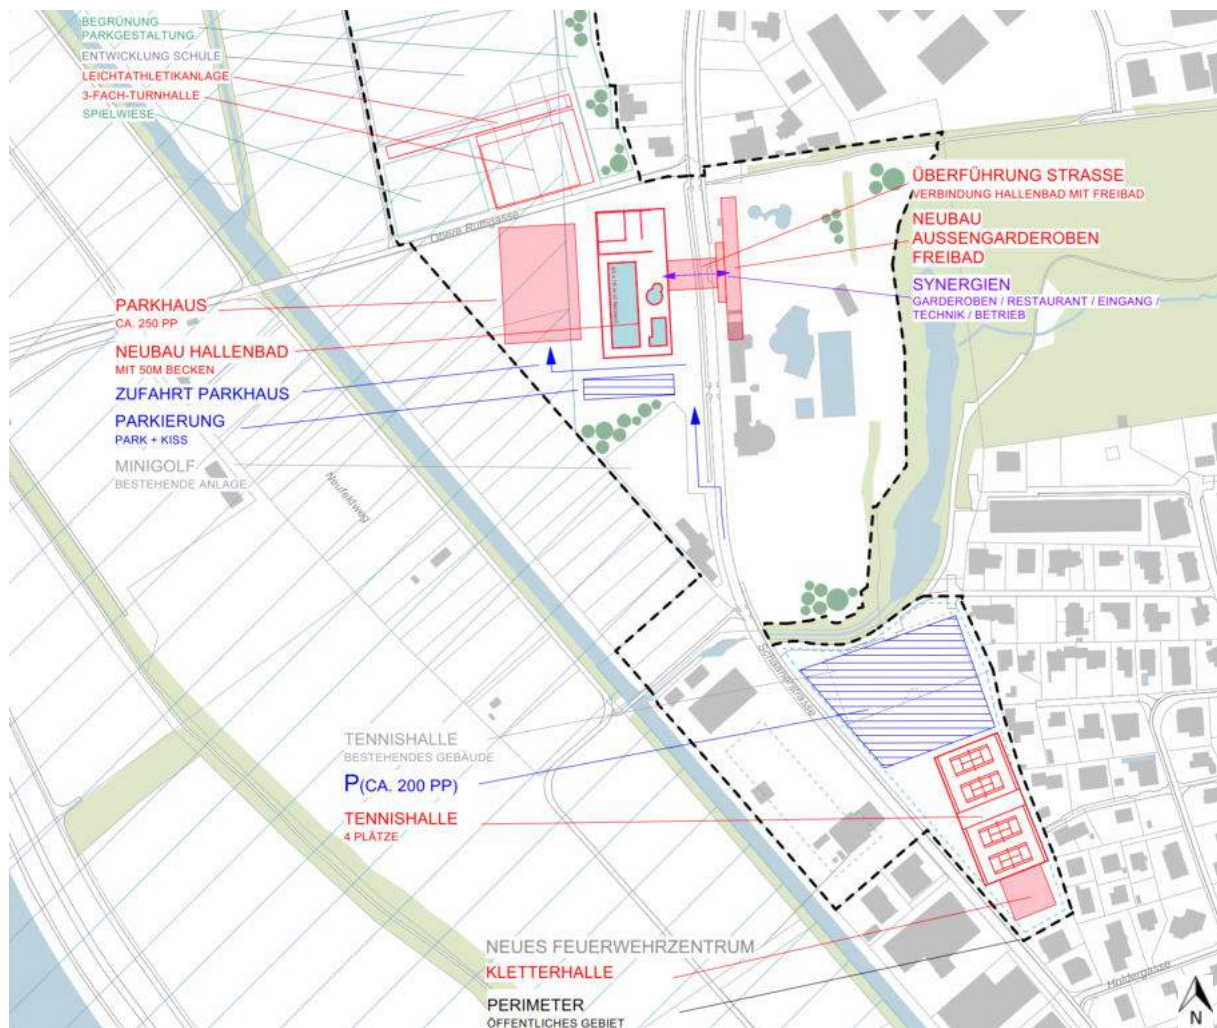 BEGRÜNUNG
PARKGESTALTUNG
ENTWICKLUNG SCHULE
LEICHTATHLETIKANLAGE
3-FACH-TURNHALLE
SPIELWIESE
Obere Rüttigasse
ÜBERFÜHRUNG STRASSE
VERBINDUNG HALLENBAD MIT FREIBAD
NEUBAU
AUSSENGARDEROBEN
FREIBAD
SYNERGIEN
GARDEROBEN / RESTAURANT / EINGANG /
TECHNIK / BETRIEB
PARKHAUS
CA. 250 PP
NEUBAU HALLENBAD
MIT 50M BECKEN
ZUFAHRT PARKHAUS
PARKIERUNG
PARK + KISS
MINIGOLF
BESTEHENDE ANLAGE
Neufeldweg
TENNISHALLE
BESTEHENDES GEBÄUDE
P(CA. 200 PP)
TENNISHALLE
4 PLÄTZE
NEUES FEUERWEHRZENTRUM
KLETTERHALLE
PERIMETER
ÖFFENTLICHES GEBIET
Holdergasse
N